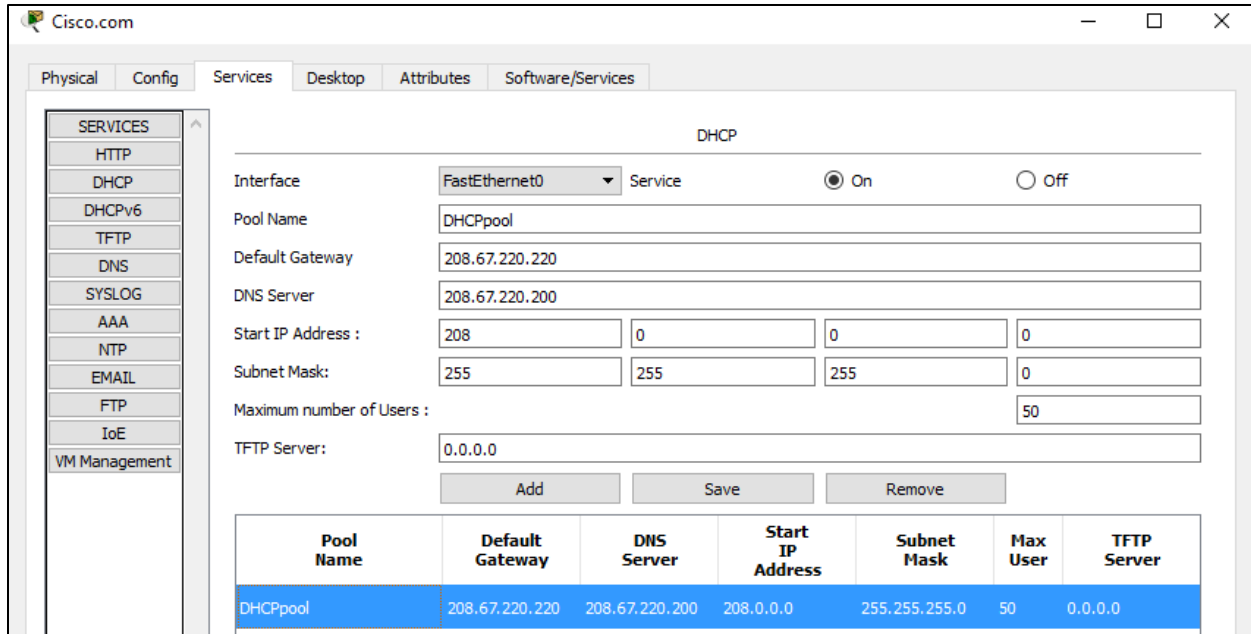 Cisco.com
Physical Config Services Desktop Attributes Software/Services
SERVICES
HTTP
DHCP
DHCPv6
TFTP
DNS
SYSLOG
AAA
NTP
EMAIL
FTP
IoE
VM Management
DHCP
Interface FastEthernet0 Service On Off
Pool Name DHCPpool
Default Gateway 208.67.220.220
DNS Server 208.67.220.200
Start IP Address : 208 0 0 0
Subnet Mask: 255 255 255 0
Maximum number of Users : 50
TFTP Server: 0.0.0.0
Add Save Remove
Pool Name Default Gateway DNS Server Start IP Address Subnet Mask Max User TFTP Server
DHCPpool 208.67.220.220 208.67.220.200 208.0.0.0 255.255.255.0 50 0.0.0.0